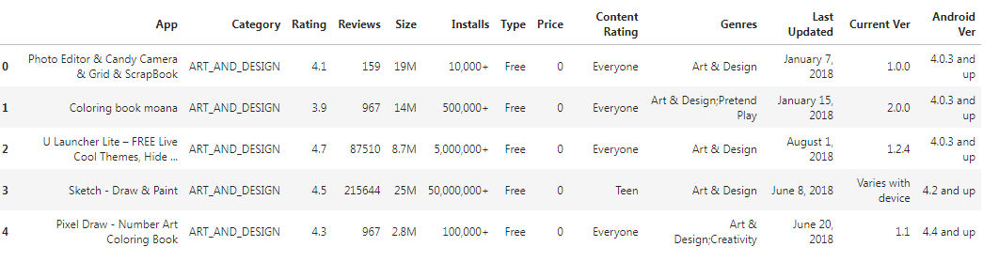 App Category Rating Reviews Size Installs Type Price Content Rating Genres Last Updated Current Ver Android Ver
0 Photo Editor & Candy Camera & Grid & ScrapBook ART_AND_DESIGN 4.1 159 19M 10,000+ Free 0 Everyone Art & Design January 7, 2018 1.0.0 4.0.3 and up
1 Coloring book moana ART_AND_DESIGN 3.9 967 14M 500,000+ Free 0 Everyone Art & Design;Pretend Play January 15, 2018 2.0.0 4.0.3 and up
2 U Launcher Lite – FREE Live Cool Themes, Hide ... ART_AND_DESIGN 4.7 87510 8.7M 5,000,000+ Free 0 Everyone Art & Design August 1, 2018 1.2.4 4.0.3 and up
3 Sketch - Draw & Paint ART_AND_DESIGN 4.5 215644 25M 50,000,000+ Free 0 Teen Art & Design June 8, 2018 Varies with device 4.2 and up
4 Pixel Draw - Number Art Coloring Book ART_AND_DESIGN 4.3 967 2.8M 100,000+ Free 0 Everyone Art & Design;Creativity June 20, 2018 1.1 4.4 and up